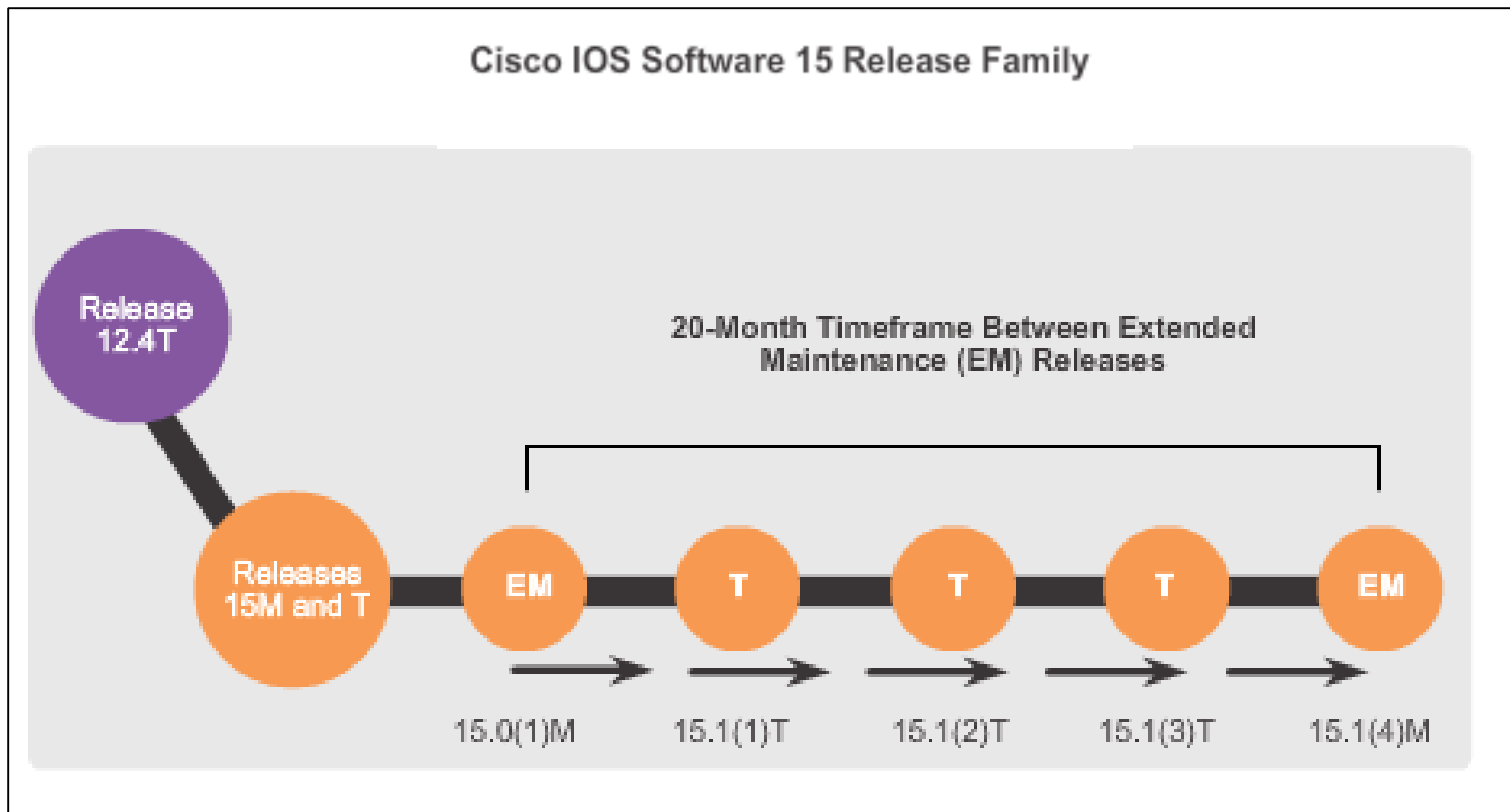 Cisco IOS Software 15 Release Family
Release
12.4T
20-Month Timeframe Between Extended
Maintenance (EM) Releases
Releases
15M and T
EM
T
T
T
EM
15.0(1)M
15.1(1)T
15.1(2)T
15.1(3)T
15.1(4)M